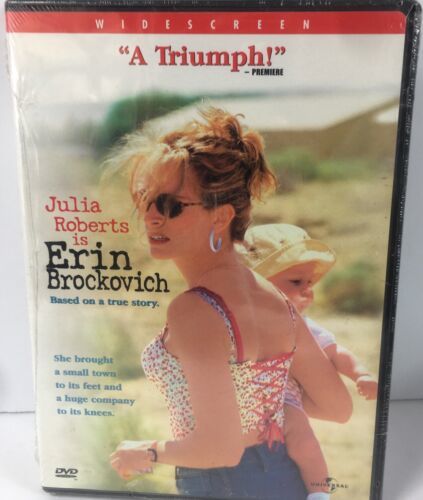 WIDESCREEN
“A Triumph!”
– PREMIERE
Julia
Roberts
is
Erin
Brockovich
Based on a true story.
She brought
a small town
to its feet and
a huge company
to its knees.
DVD
UNIVERSAL